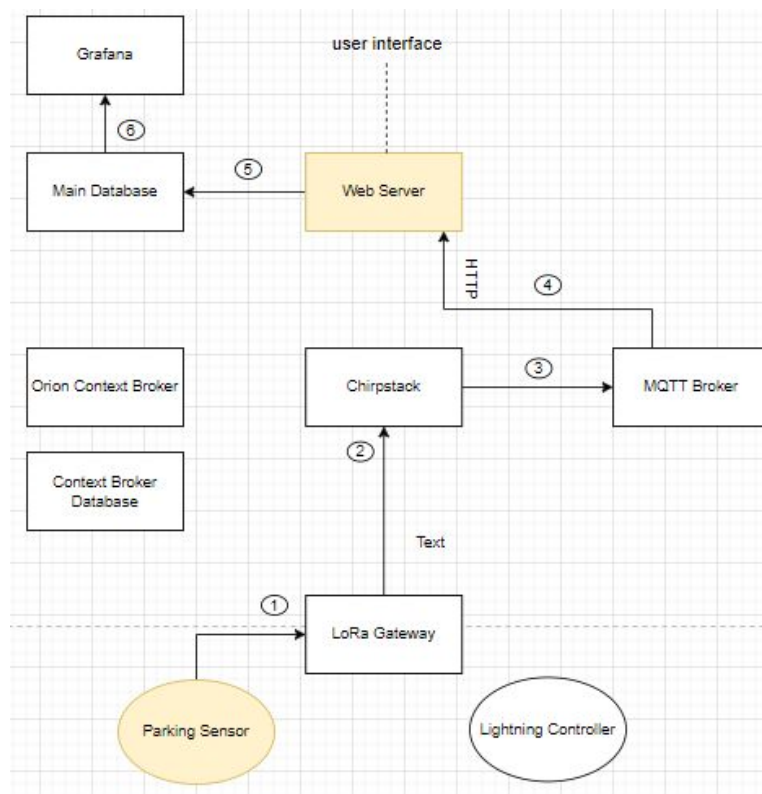 Grafana
user interface
6
Main Database
5
Web Server
HTTP
4
Orion Context Broker
Chirpstack
3
MQTT Broker
2
Context Broker
Database
Text
1
LoRa Gateway
Parking Sensor
Lightning Controller